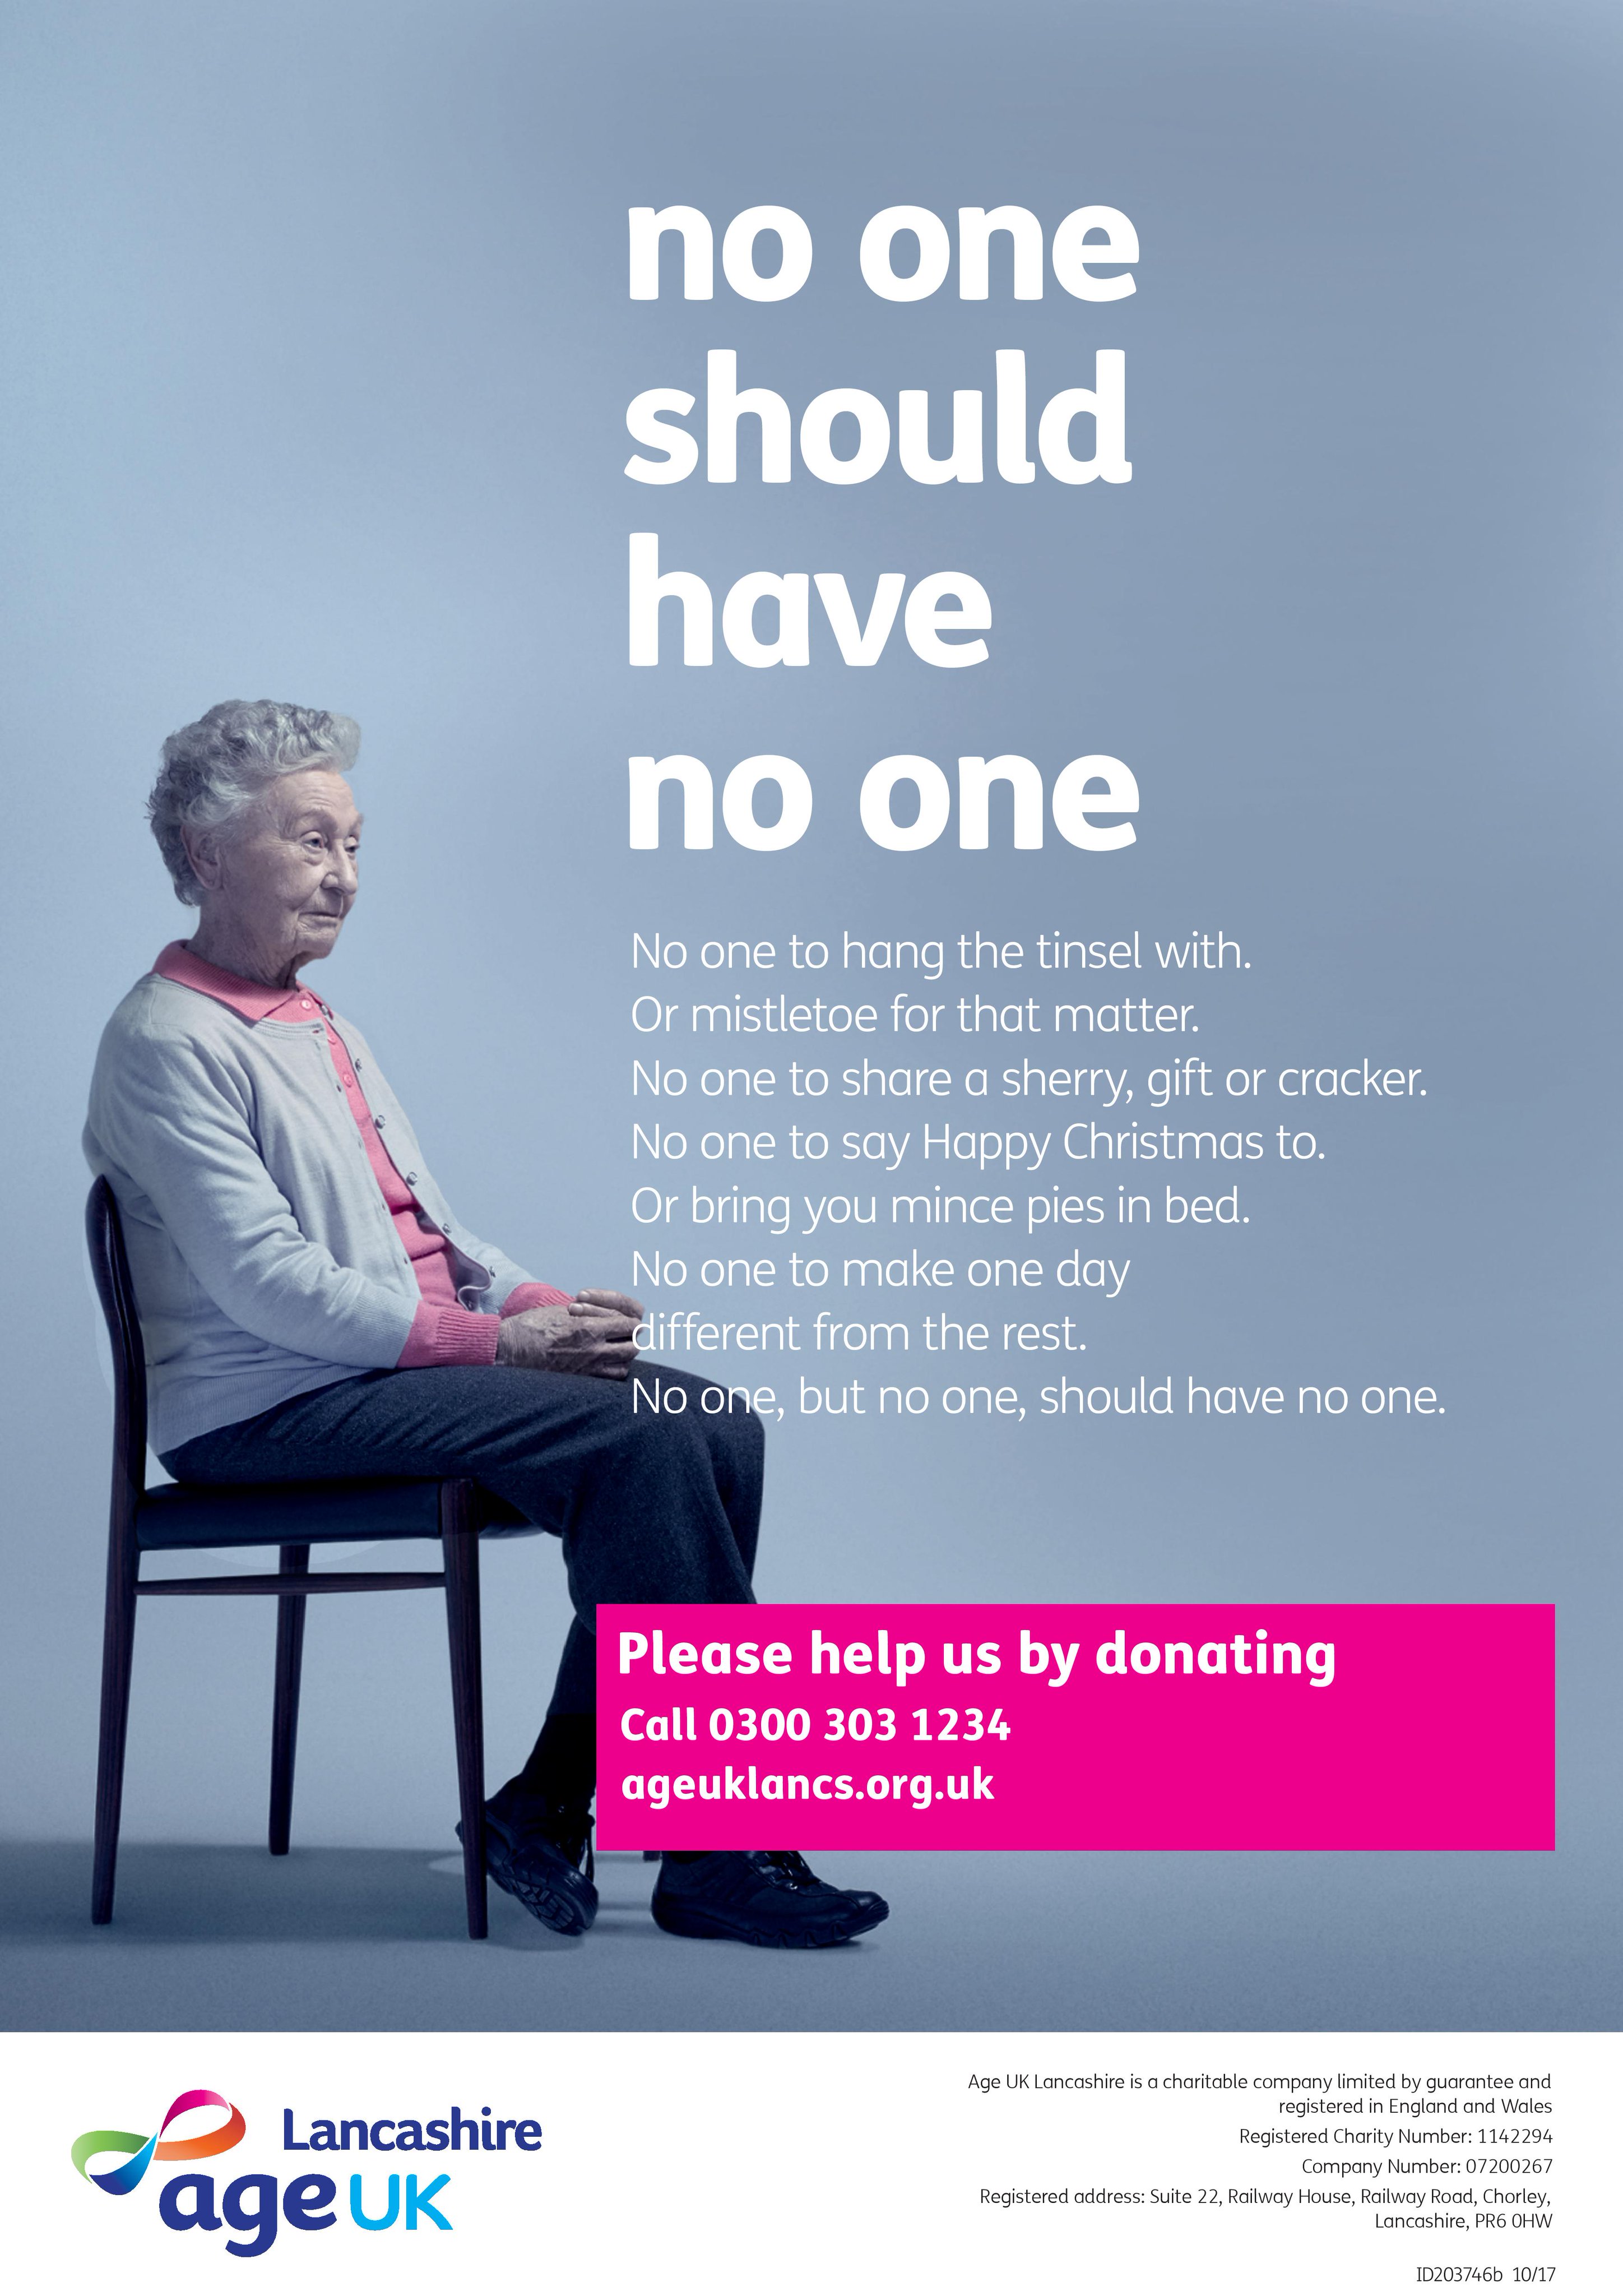 no one
should
have
no one
No one to hang the tinsel with.
Or mistletoe for that matter.
No one to share a sherry, gift or cracker.
No one to say Happy Christmas to.
Or bring you mince pies in bed.
No one to make one day
different from the rest.
No one, but no one, should have no one.
Please help us by donating
Call 0300 303 1234
ageuklancs.org.uk
Lancashire
age UK
Age UK Lancashire is a charitable company limited by guarantee and
registered in England and Wales
Registered Charity Number: 1142294
Company Number: 07200267
Registered address: Suite 22, Railway House, Railway Road, Chorley,
Lancashire, PR6 0HW
ID203746b 10/17